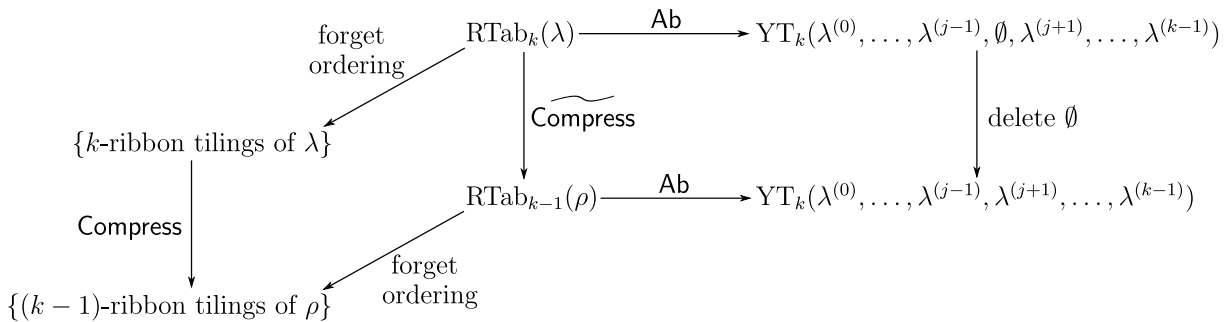 RTab_k(λ)
Ab
YT_k(λ^(0), . . . , λ^(j−1), ∅, λ^(j+1), . . . , λ^(k−1))
forget
ordering
Compress
delete ∅
{k-ribbon tilings of λ}
RTab_{k−1}(ρ)
Ab
YT_k(λ^(0), . . . , λ^(j−1), λ^(j+1), . . . , λ^(k−1))
Compress
forget
ordering
{(k − 1)-ribbon tilings of ρ}